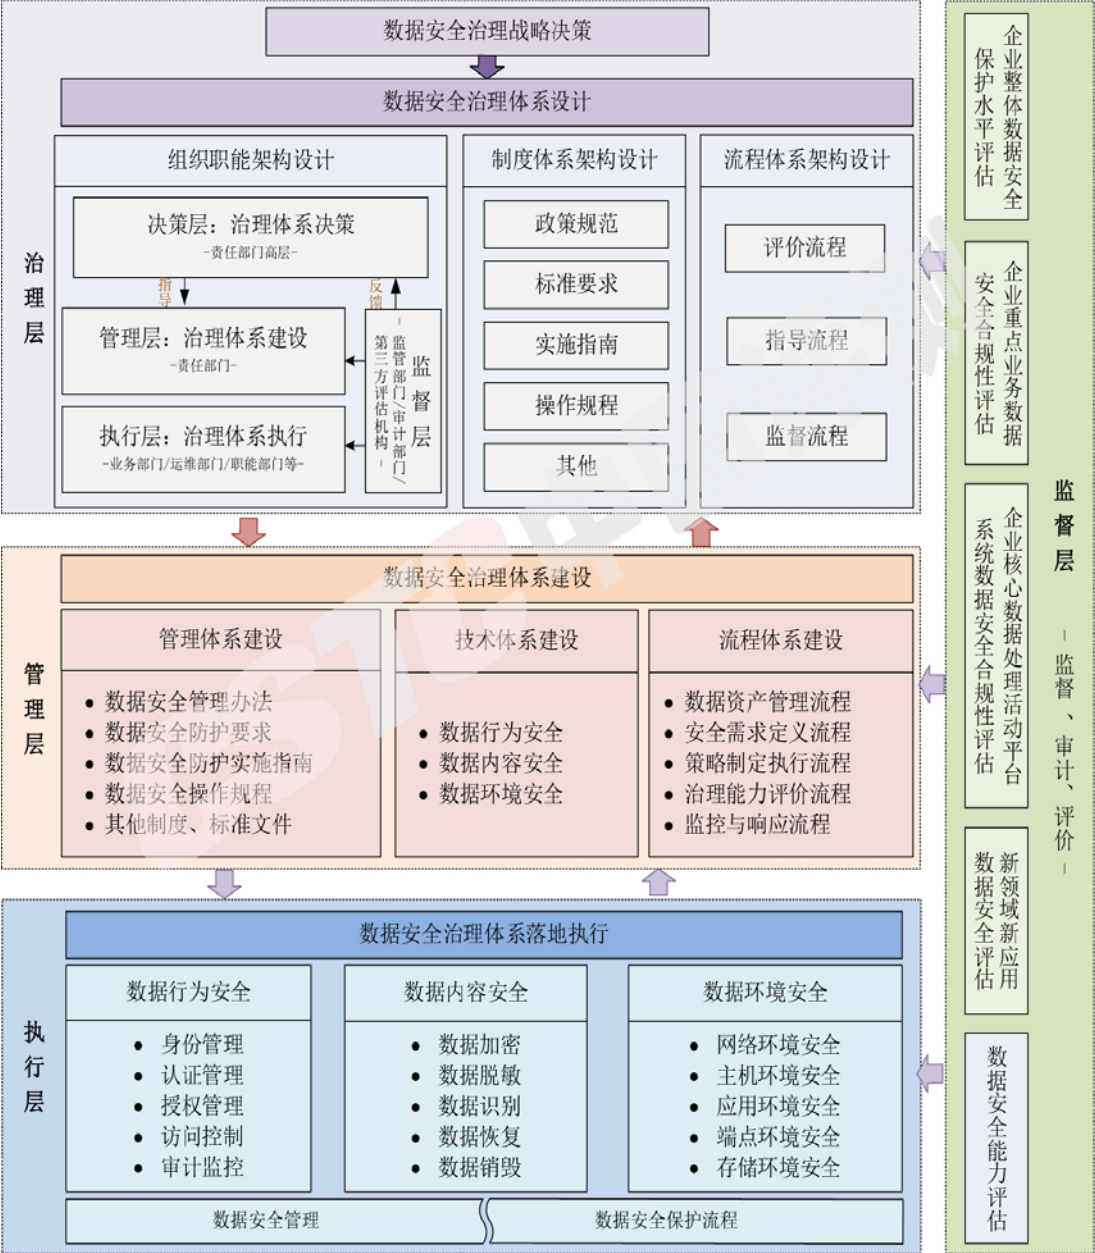 数据安全治理战略决策
数据安全治理体系设计
治理层
组织职能架构设计
决策层：治理体系决策
-责任部门高层-
指导
反馈
管理层：治理体系建设
-责任部门-
执行层：治理体系执行
-业务部门/运维部门/职能部门等-
监督层
-监管部门/审计部门/
第三方评估机构-
制度体系架构设计
政策规范
标准要求
实施指南
操作规程
其他
流程体系架构设计
评价流程
指导流程
监督流程
管理层
数据安全治理体系建设
管理体系建设
• 数据安全管理办法
• 数据安全防护要求
• 数据安全防护实施指南
• 数据安全操作规程
• 其他制度、标准文件
技术体系建设
• 数据行为安全
• 数据内容安全
• 数据环境安全
流程体系建设
• 数据资产管理流程
• 安全需求定义流程
• 策略制定执行流程
• 治理能力评价流程
• 监控与响应流程
执行层
数据安全治理体系落地执行
数据行为安全
• 身份管理
• 认证管理
• 授权管理
• 访问控制
• 审计监控
数据内容安全
• 数据加密
• 数据脱敏
• 数据识别
• 数据恢复
• 数据销毁
数据环境安全
• 网络环境安全
• 主机环境安全
• 应用环境安全
• 端点环境安全
• 存储环境安全
数据安全管理
数据安全保护流程
企业整体数据安全
保护水平评估
企业重点业务数据
安全合规性评估
企业核心数据处理活动平台
系统数据安全合规性评估
新领域新应用
数据安全评估
数据安全能力评估
监督层
-监督、审计、评价-